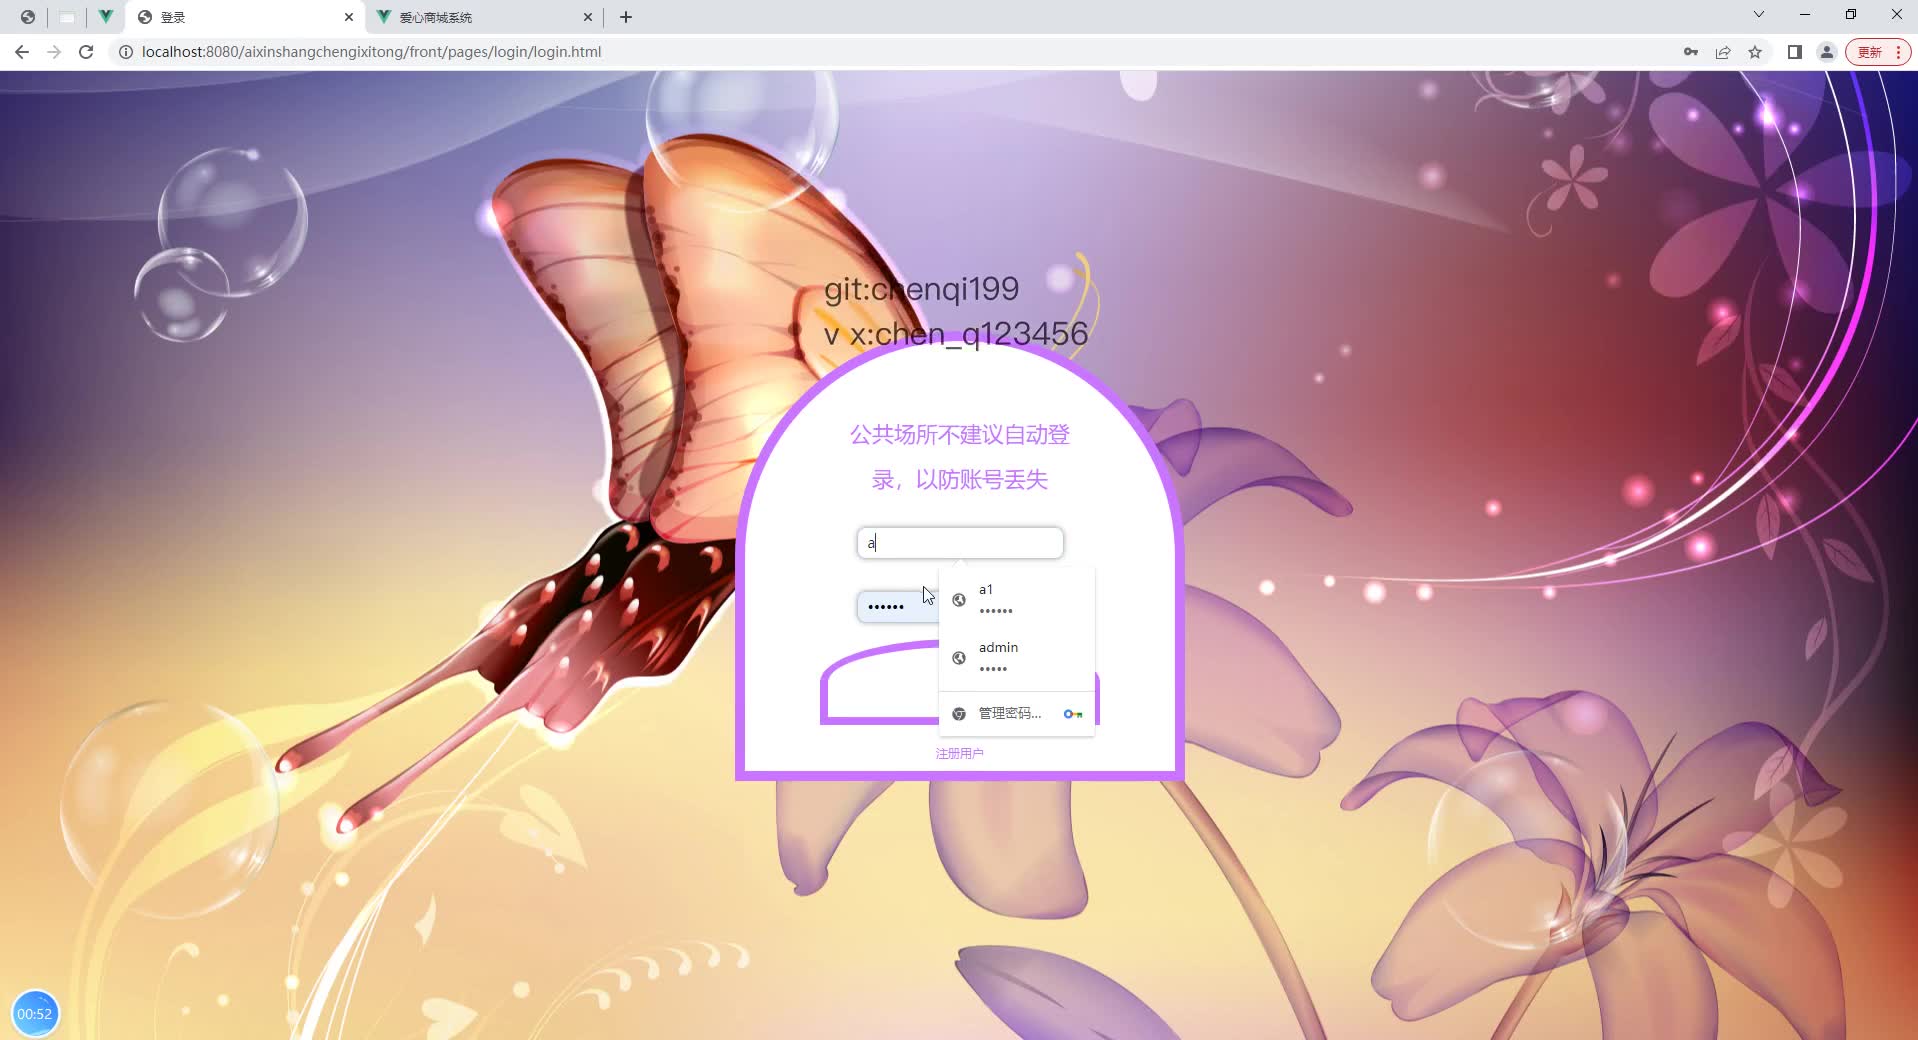 登录
爱心商城系统
localhost:8080/aixinshangchengixitong/front/pages/login/login.html
更新
git:chenqi199
v x:chen_q123456
公共场所不建议自动登
录，以防账号丢失
a
••••••
a1
••••••
admin
•••••
管理密码...
注册用户
00:52